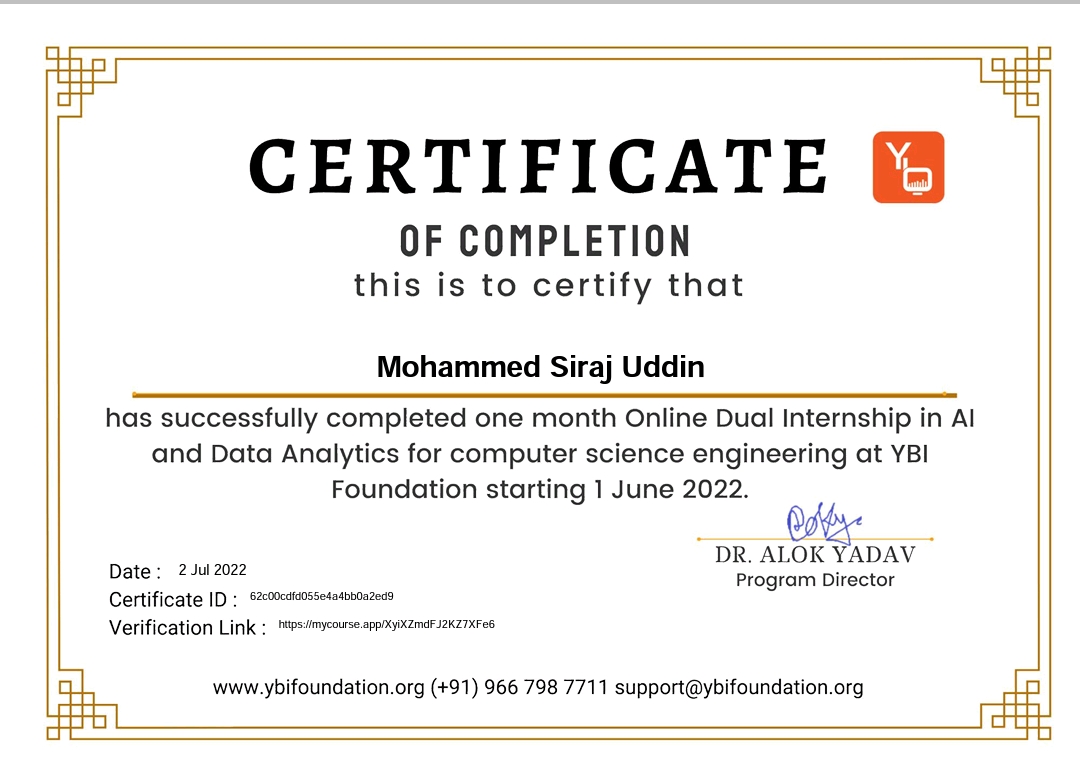 CERTIFICATE
YO
OF COMPLETION
this is to certify that
Mohammed Siraj Uddin
has successfully completed one month Online Dual Internship in AI
and Data Analytics for computer science engineering at YBI
Foundation starting 1 June 2022.
DR. ALOK YADAV
Program Director
Date : 2 Jul 2022
Certificate ID : 62c00cdfd055e4a4bb0a2ed9
Verification Link : https://mycourse.app/XyiXZmdFJ2KZ7XFe6
www.ybifoundation.org (+91) 966 798 7711 support@ybifoundation.org